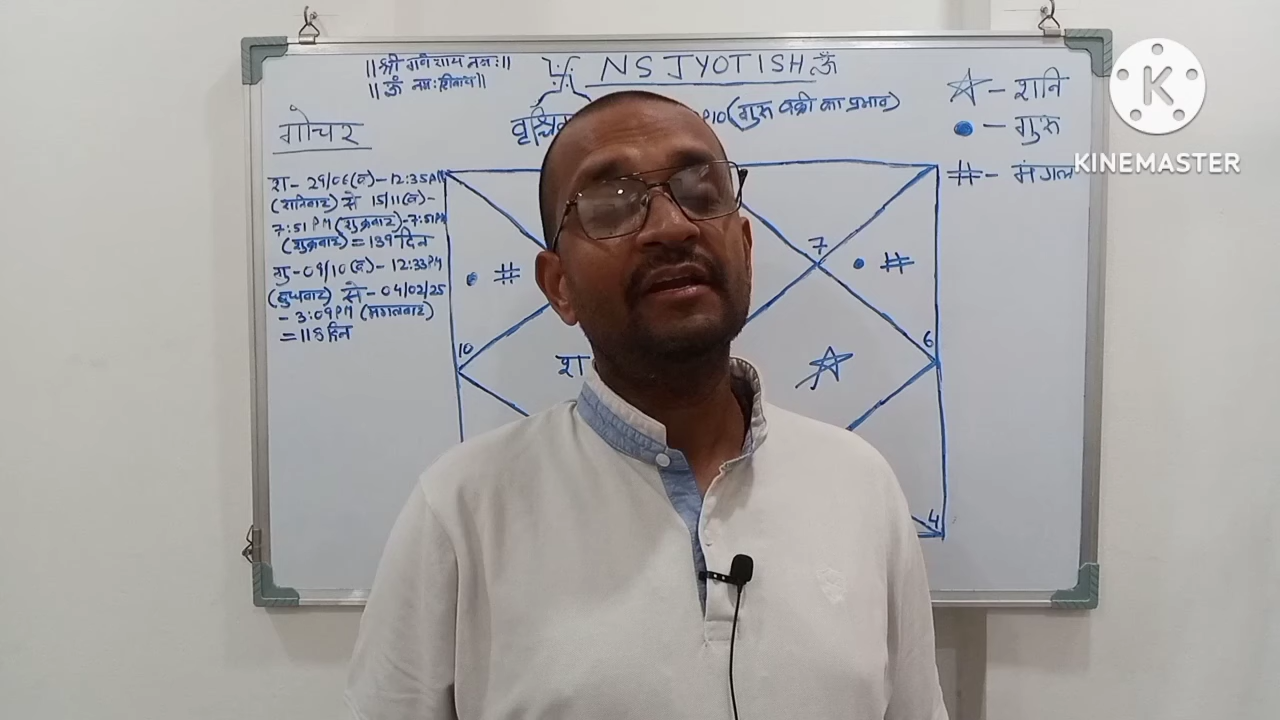 || श्री गणेशाय नमः ||
|| ॐ नमः शिवाय ||
卐 NS JYOTISH ॐ
(गुरु वक्री का प्रभाव)
☆ - शनि
● - गुरु
# - मंगल
KINEMASTER
गोचर
श - 29/06(व) - 12:35AM
(शनिवार) से 15/11(व) -
7:51PM (शुक्रवार) - 7:51PM
(शुक्रवार) = 139 दिन
गु - 09/10(व) - 12:33PM
(बुधवार) से - 04/02/25
- 3:09PM (मंगलवार)
= 118 दिन
7
● #
● #
10
6
श
☆
4